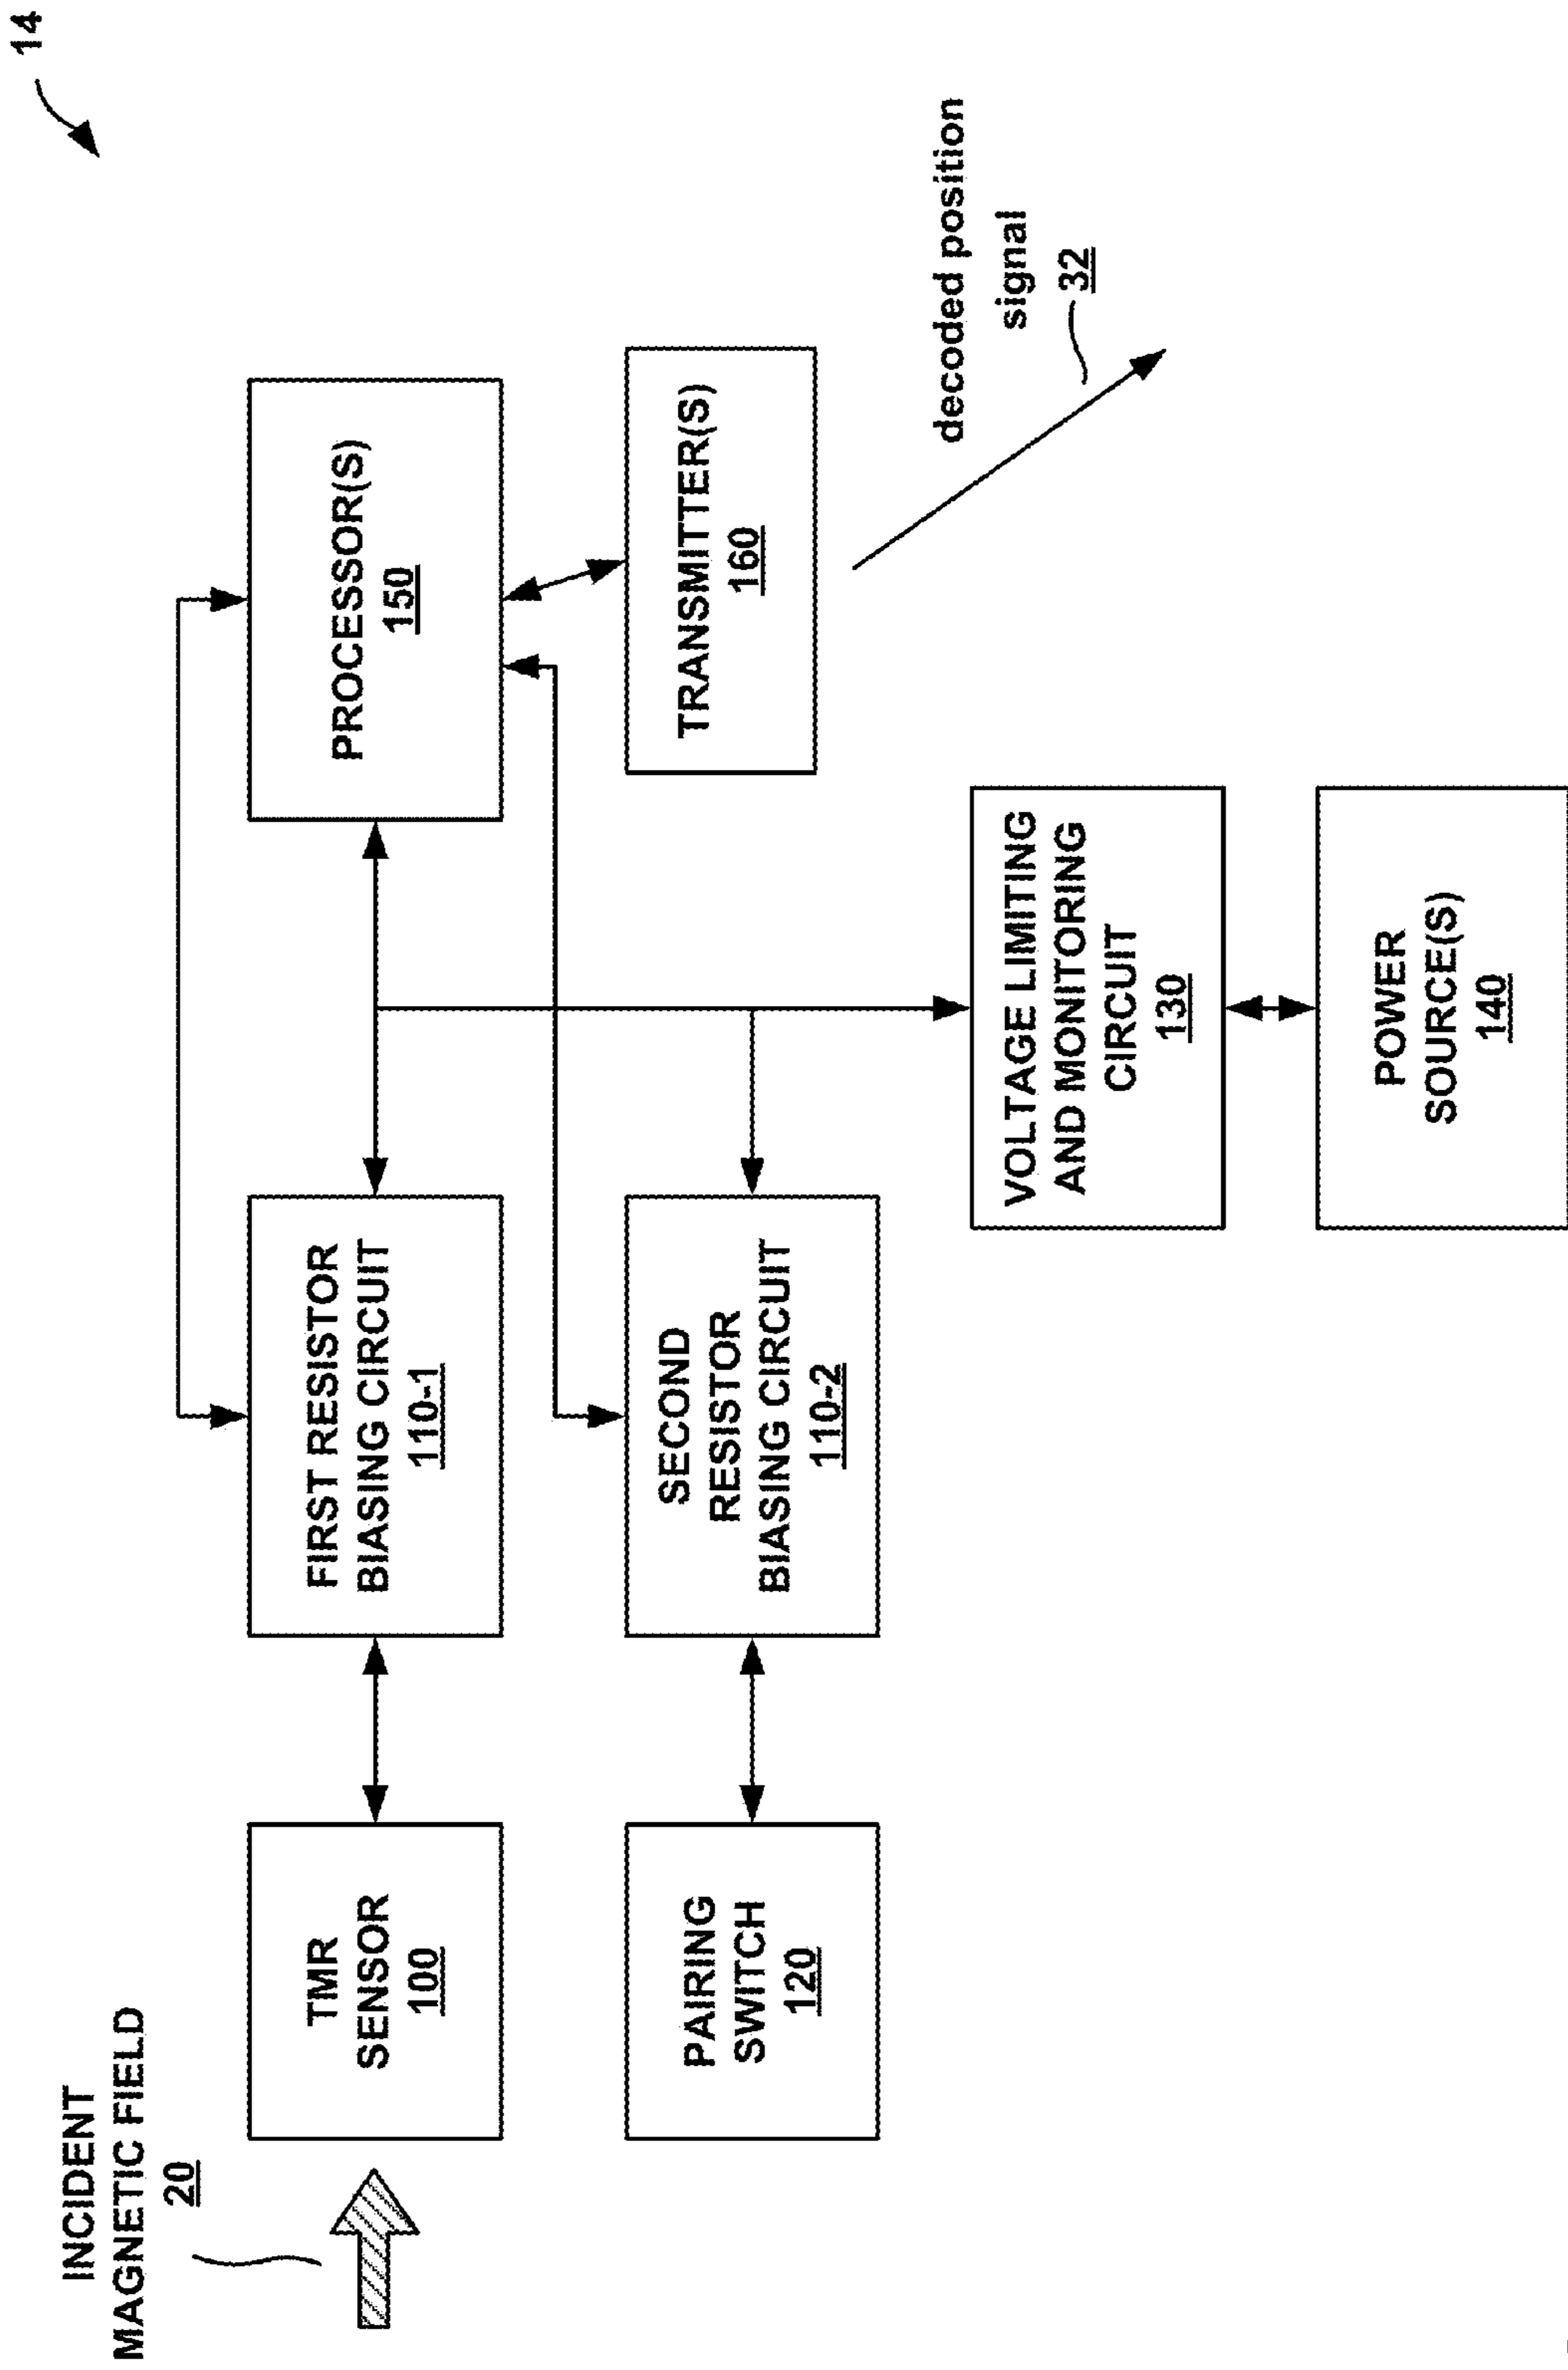 14
INCIDENT
MAGNETIC FIELD
20
TMR
SENSOR
100
FIRST RESISTOR
BIASING CIRCUIT
110-1
PROCESSOR(S)
150
PAIRING
SWITCH
120
SECOND
RESISTOR
BIASING CIRCUIT
110-2
TRANSMITTER(S)
160
decoded position
signal
32
VOLTAGE LIMITING
AND MONITORING
CIRCUIT
130
POWER
SOURCE(S)
140